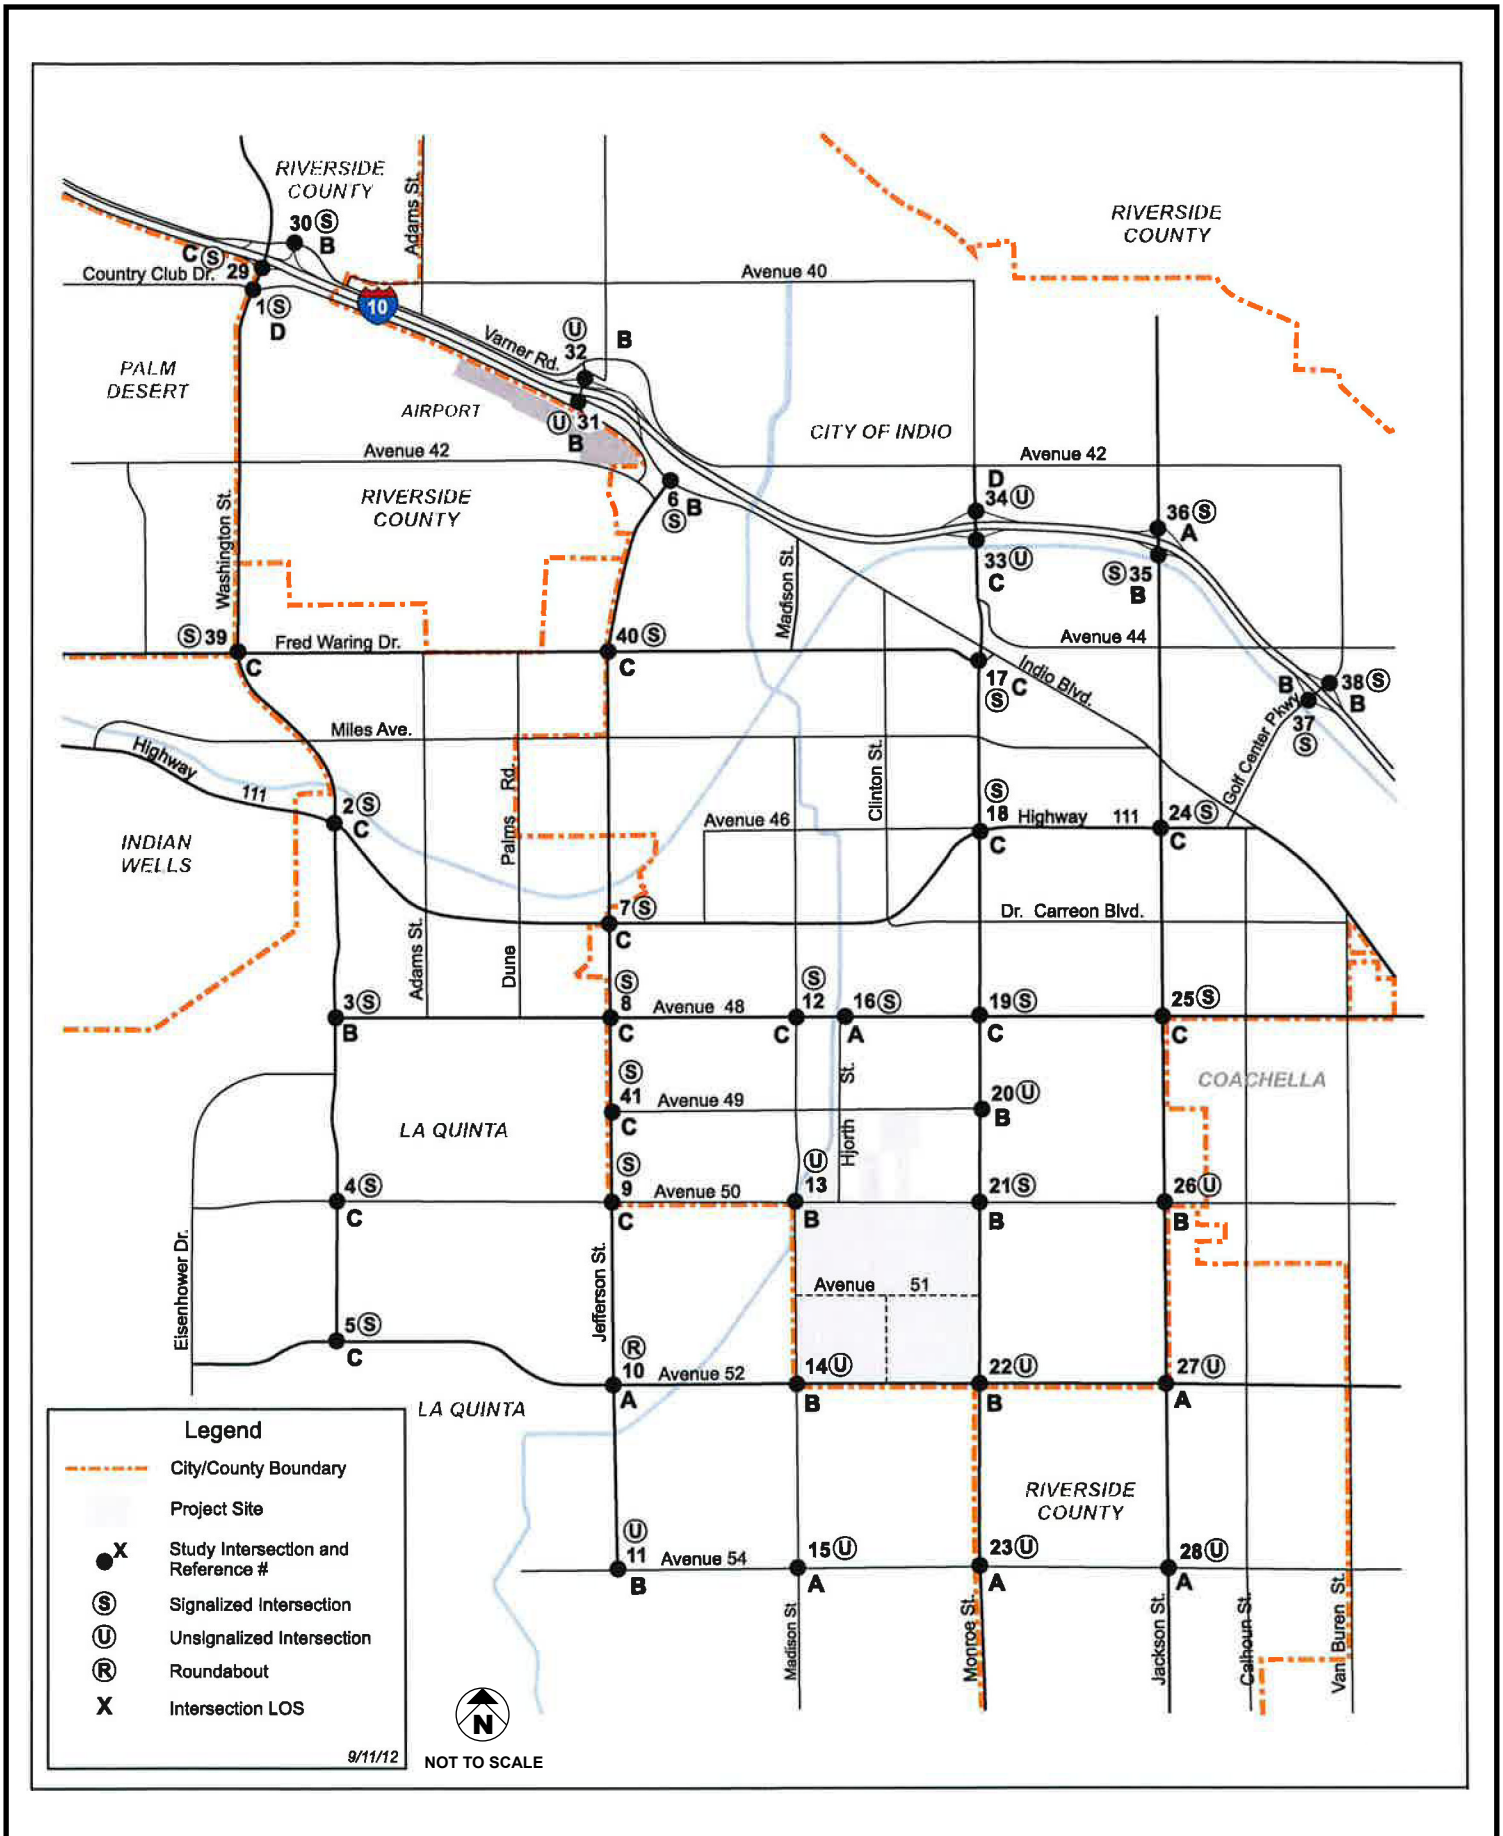 RIVERSIDE
COUNTY
Adams St.
30 S
B
C S
29
Country Club Dr.
1 S
D
10
Avenue 40
RIVERSIDE
COUNTY
Varner Rd.
U
32
B
PALM
DESERT
AIRPORT
U 31
B
CITY OF INDIO
Avenue 42
Avenue 42
RIVERSIDE
COUNTY
Washington St.
6 B
S
D
34 U
36 S
A
33 U
C
S 35
B
Madison St.
S 39
C
Fred Waring Dr.
40 S
C
Avenue 44
17 C
S
Indio Blvd.
38 S
B
B
37
S
Golf Center Pkwy
Miles Ave.
Highway
111
Palms Rd.
Clinton St.
2 S
C
INDIAN
WELLS
Avenue 46
S
18
C
Highway 111
24 S
C
7 S
C
Dr. Carreon Blvd.
Adams St.
Dune
3 S
B
S
8
C
Avenue 48
S
12
C
16 S
A
19 S
C
25 S
C
COACHELLA
S
41
C
Avenue 49
St.
Hjorth
20 U
B
LA QUINTA
4 S
C
S
9
C
Avenue 50
U
13
B
21 S
B
26 U
B
Eisenhower Dr.
Jefferson St.
Avenue 51
5 S
C
R
10
A
Avenue 52
14 U
B
22 U
B
27 U
A
LA QUINTA
RIVERSIDE
COUNTY
U
11
B
Avenue 54
15 U
A
23 U
A
28 U
A
Madison St
Monroe St.
Jackson St.
Calhoun St.
Van Buren St.
Legend
City/County Boundary
Project Site
X
Study Intersection and
Reference #
S Signalized Intersection
U Unsignalized Intersection
R Roundabout
X Intersection LOS
9/11/12
N
NOT TO SCALE